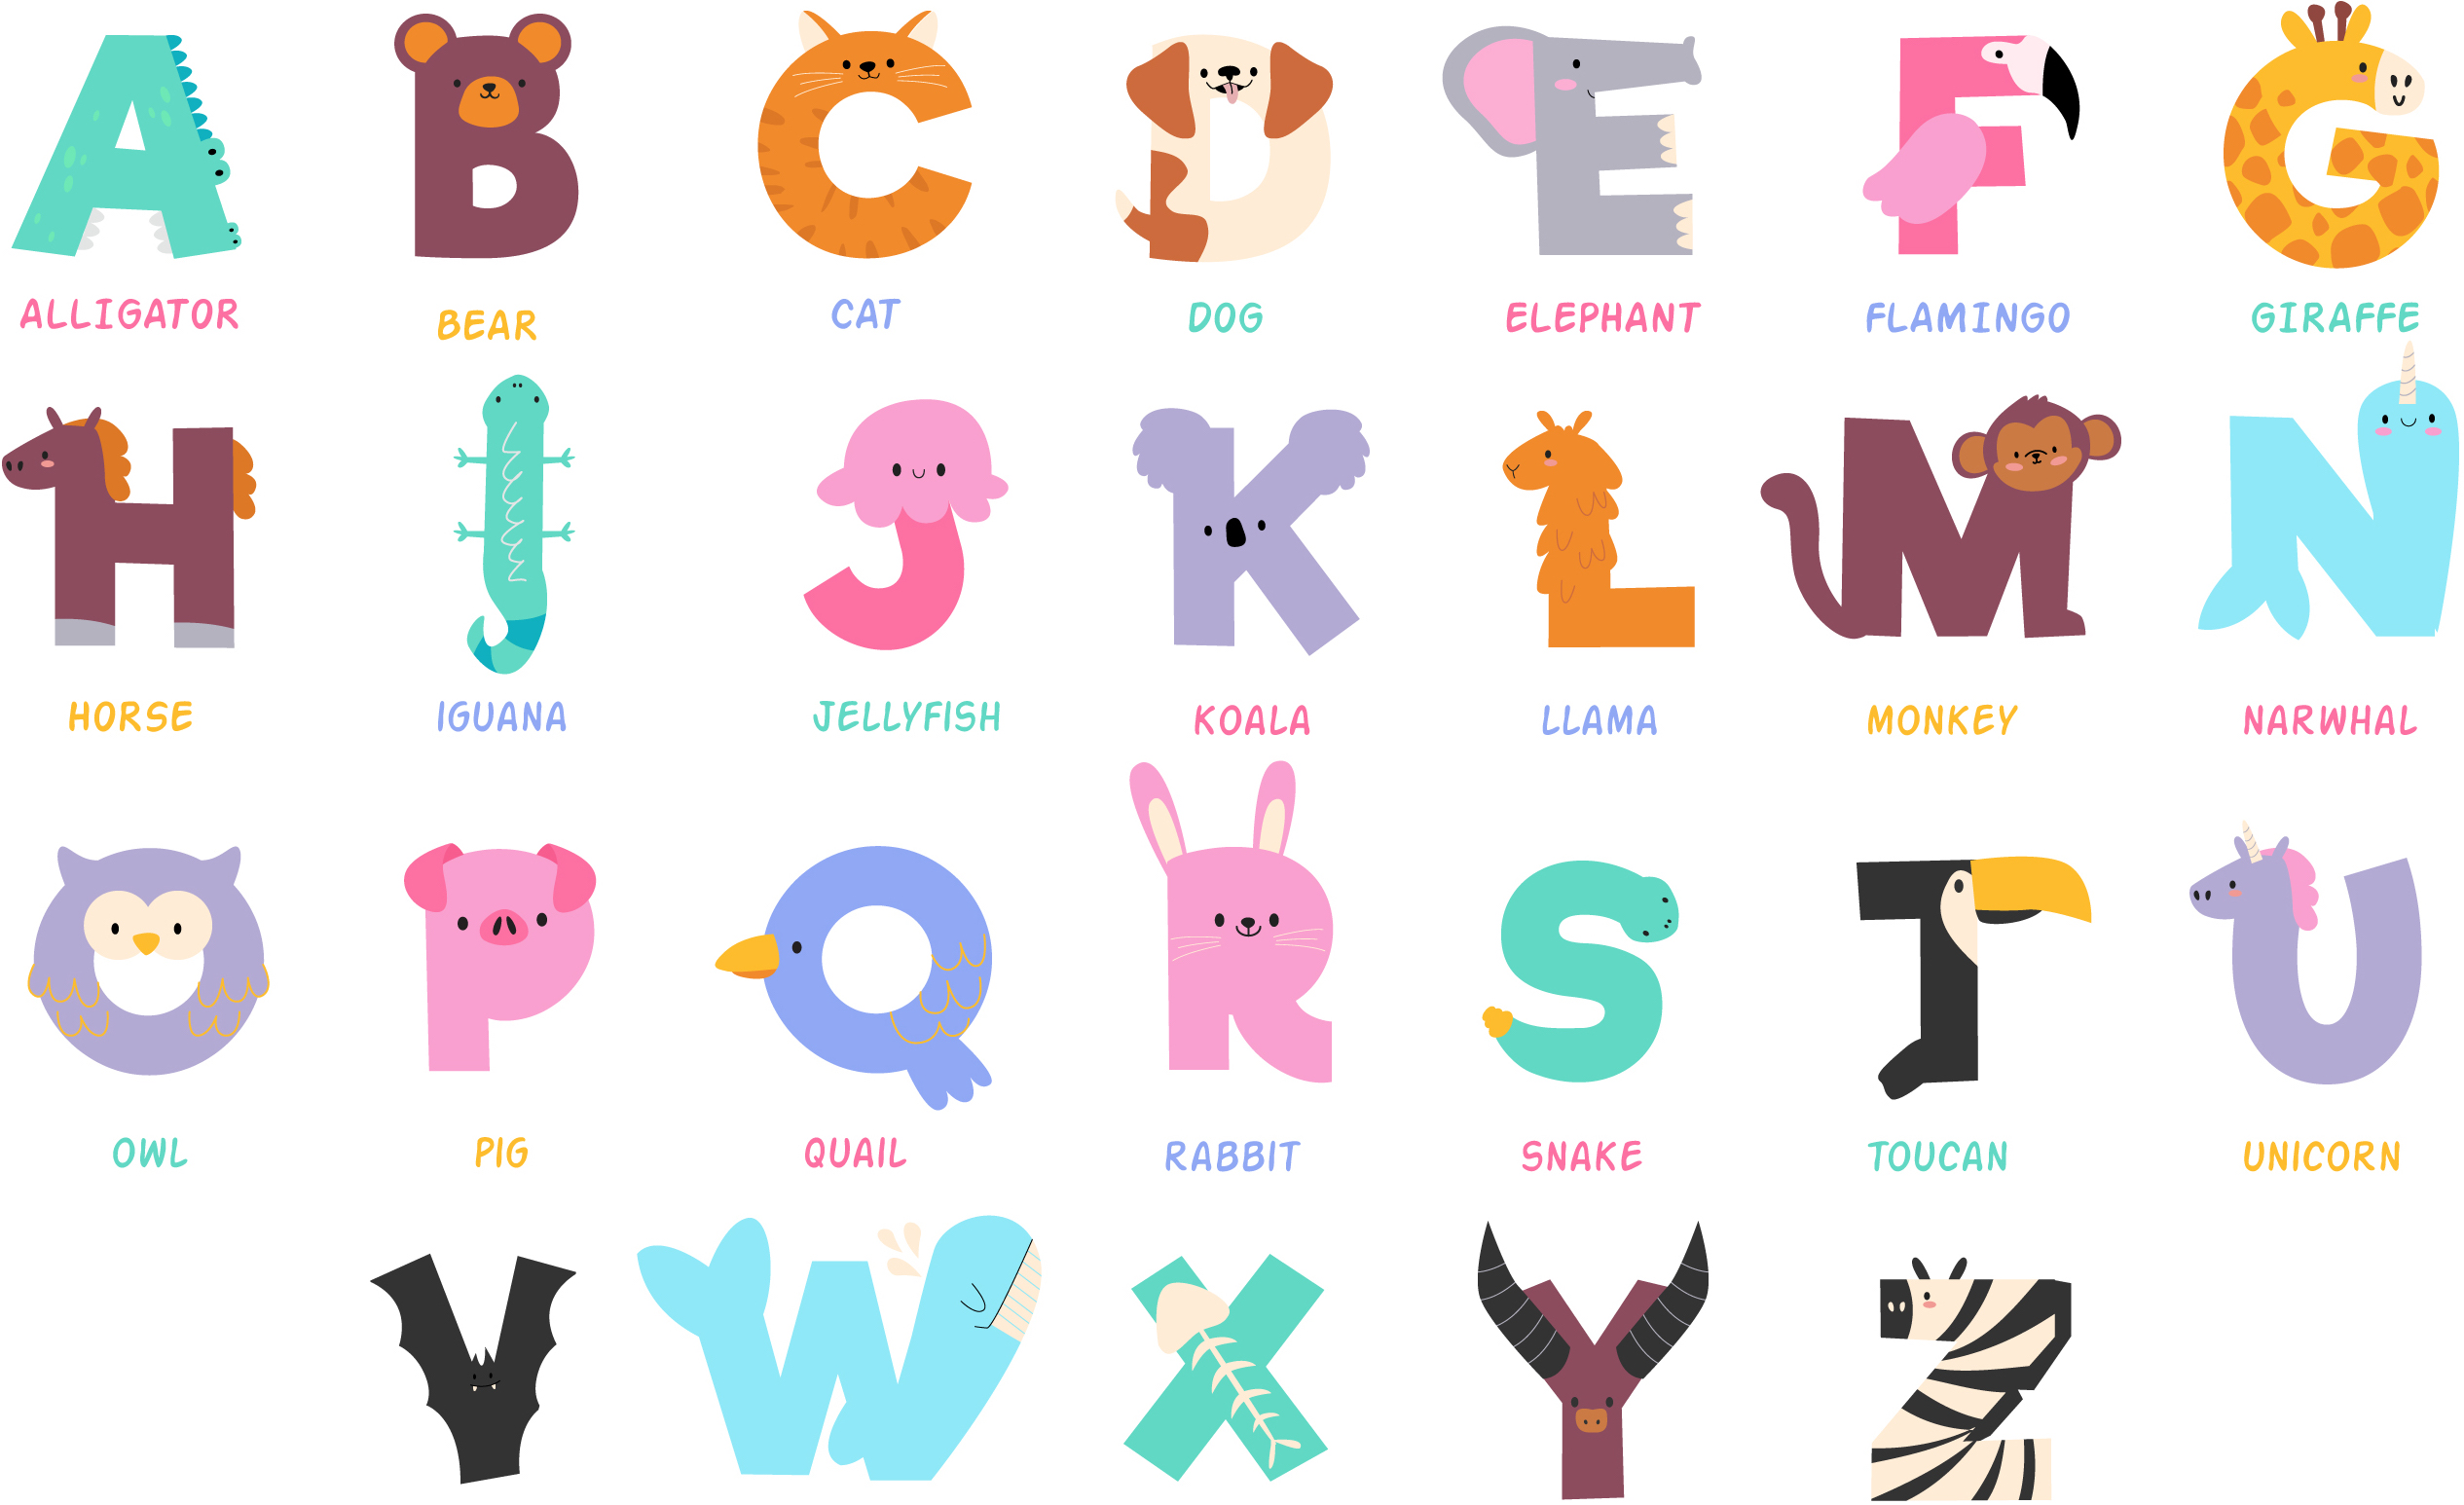 A B C D E F G
ALLIGATOR BEAR CAT DOG ELEPHANT FLAMINGO GIRAFFE
H I J K L M N
HORSE IGUANA JELLYFISH KOALA LLAMA MONKEY NARWHAL
O P Q R S T U
OWL PIG QUAIL RABBIT SNAKE TOUCAN UNICORN
V W X Y Z